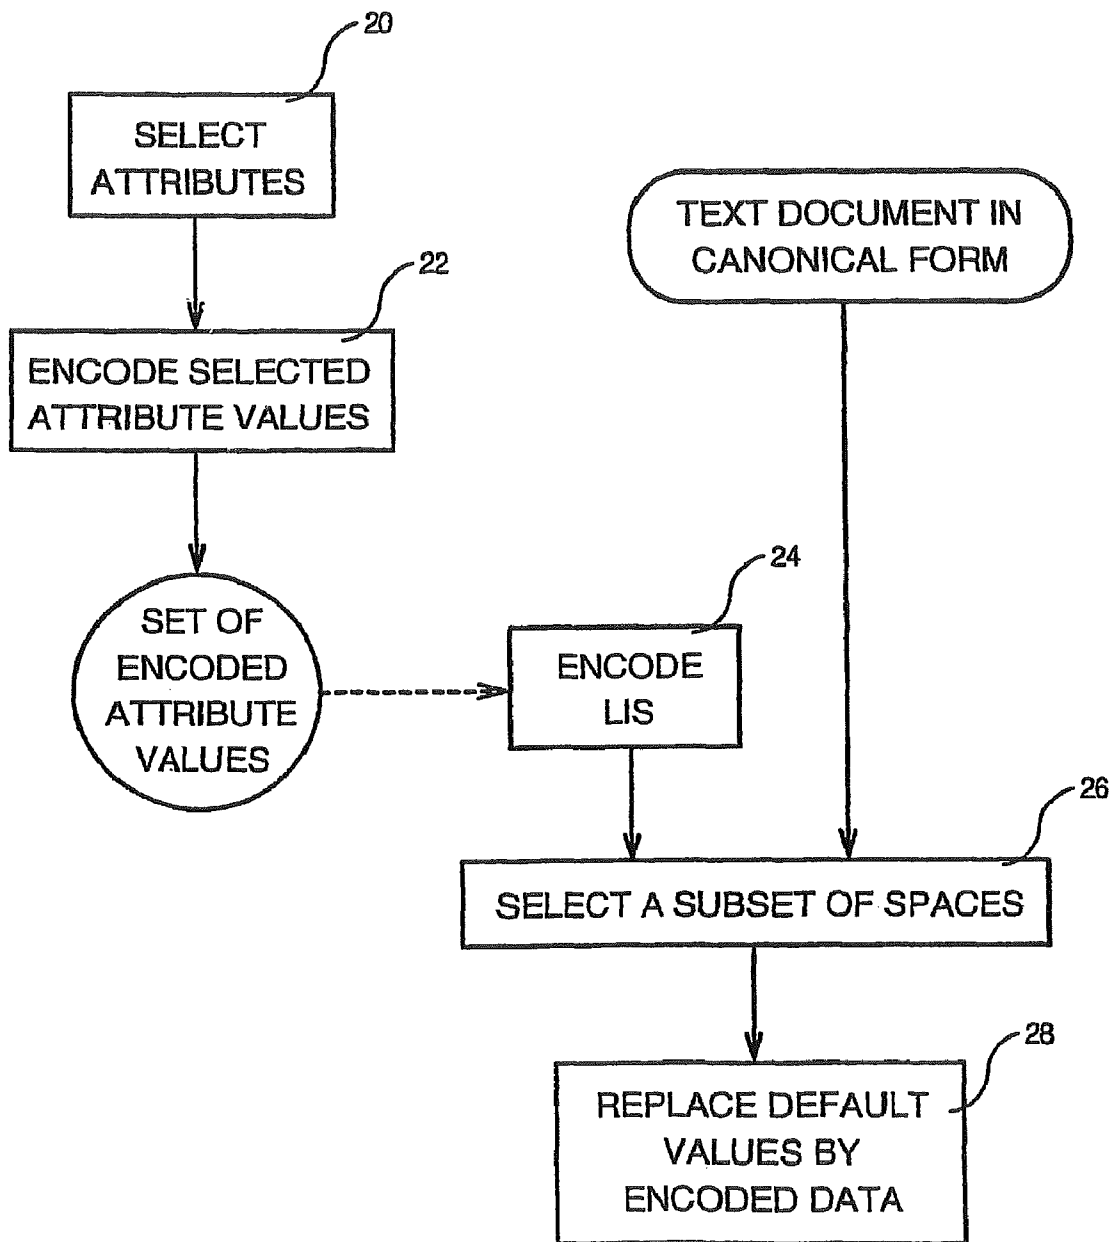 20
SELECT
ATTRIBUTES
TEXT DOCUMENT IN
CANONICAL FORM
22
ENCODE SELECTED
ATTRIBUTE VALUES
24
SET OF
ENCODED
ATTRIBUTE
VALUES
ENCODE
LIS
26
SELECT A SUBSET OF SPACES
28
REPLACE DEFAULT
VALUES BY
ENCODED DATA